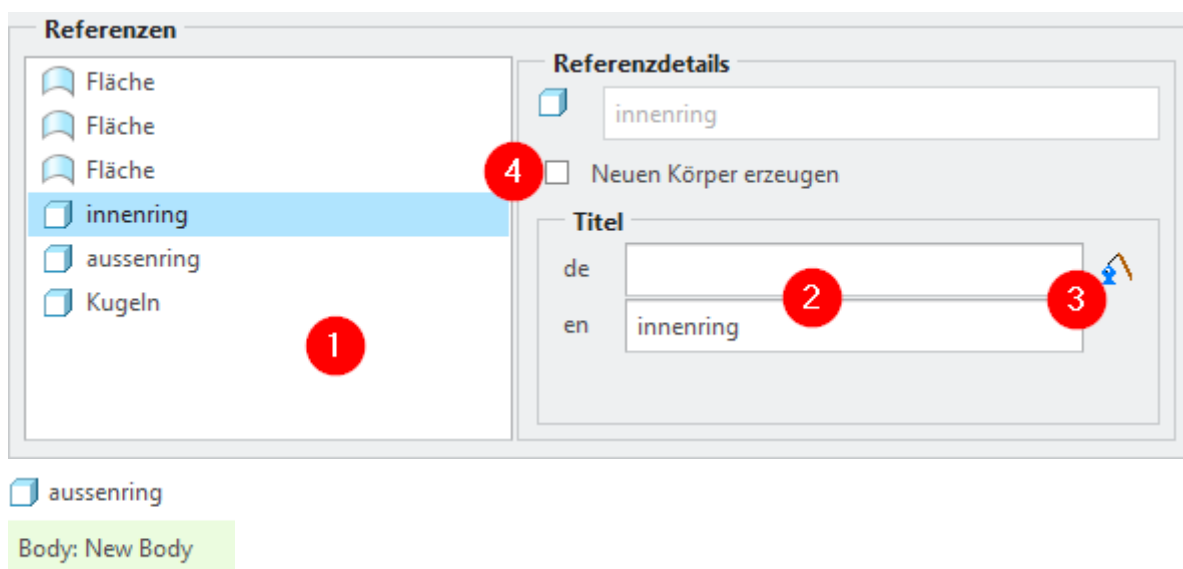 Referenzen
Fläche
Fläche
Fläche
innenring
aussenring
Kugeln
1
Referenzdetails
innenring
4 Neuen Körper erzeugen
Titel
de
2
3
en innenring
aussenring
Body: New Body